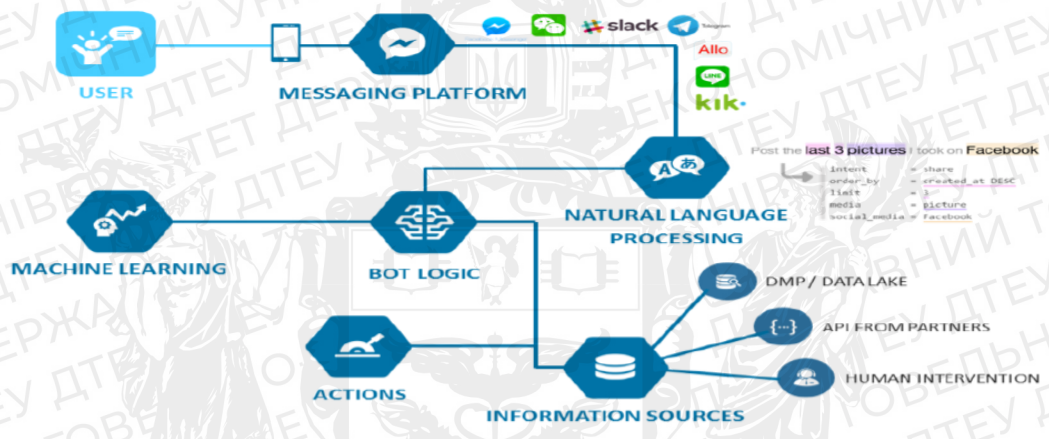 slack
Telegram
Allo
LINE
kik
USER
MESSAGING PLATFORM
Post the last 3 pictures I took on Facebook
intent = share
order_by = created_at DESC
media = picture
social_media = Facebook
NATURAL LANGUAGE
PROCESSING
MACHINE LEARNING
BOT LOGIC
DMP / DATA LAKE
API FROM PARTNERS
HUMAN INTERVENTION
ACTIONS
INFORMATION SOURCES